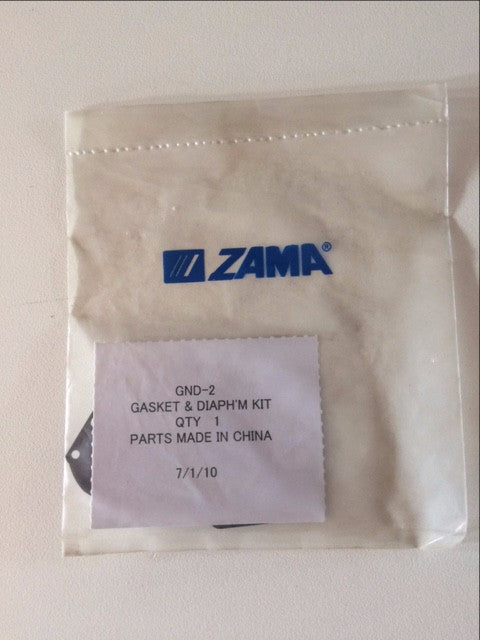 ZAMA®
GND-2
GASKET & DIAPH'M KIT
QTY 1
PARTS MADE IN CHINA
7/1/10